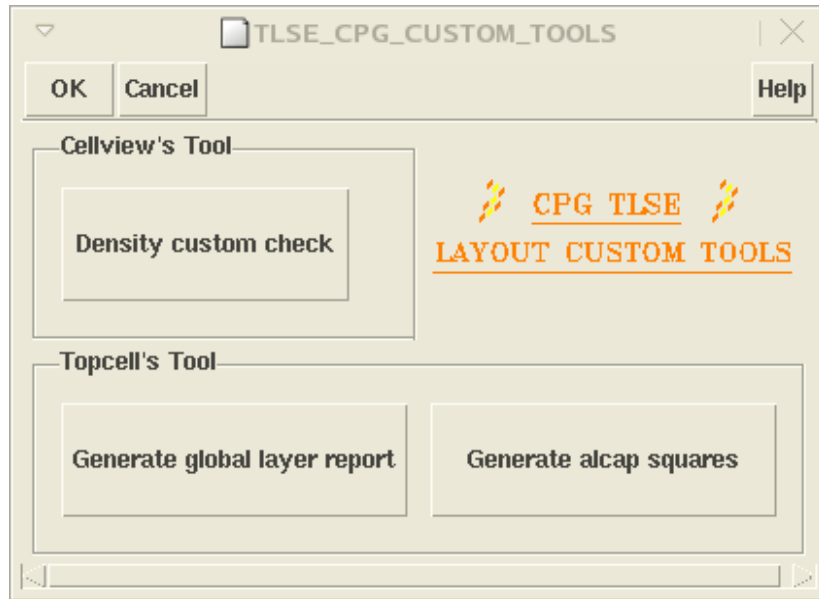 TLSE_CPG_CUSTOM_TOOLS
OK Cancel Help
Cellview's Tool
CPG TLSE
Density custom check
LAYOUT CUSTOM TOOLS
Topcell's Tool
Generate global layer report Generate alcap squares